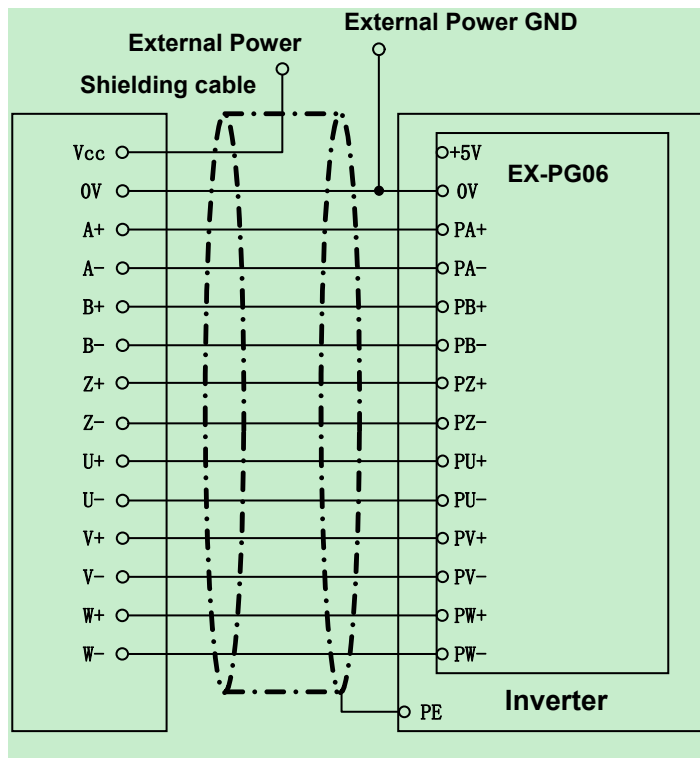 External Power GND
External Power
Shielding cable
Vcc +5V
EX-PG06
0V 0V
A+ PA+
A- PA-
B+ PB+
B- PB-
Z+ PZ+
Z- PZ-
U+ PU+
U- PU-
V+ PV+
V- PV-
W+ PW+
W- PW-
Inverter
PE